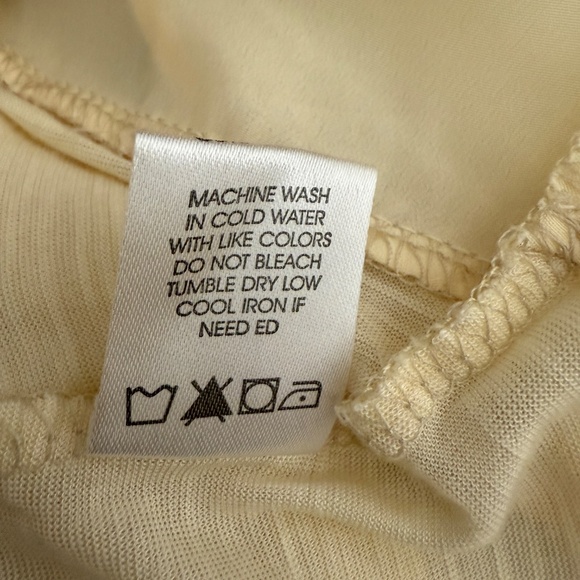 MACHINE WASH
IN COLD WATER
WITH LIKE COLORS
DO NOT BLEACH
TUMBLE DRY LOW
COOL IRON IF
NEED ED